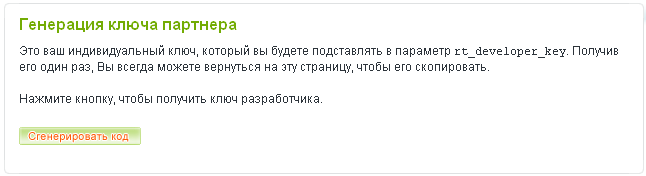 Генерация ключа партнера
Это ваш индивидуальный ключ, который вы будете подставлять в параметр rt_developer_key. Получив
его один раз, Вы всегда можете вернуться на эту страницу, чтобы его скопировать.
Нажмите кнопку, чтобы получить ключ разработчика.
Сгенерировать код